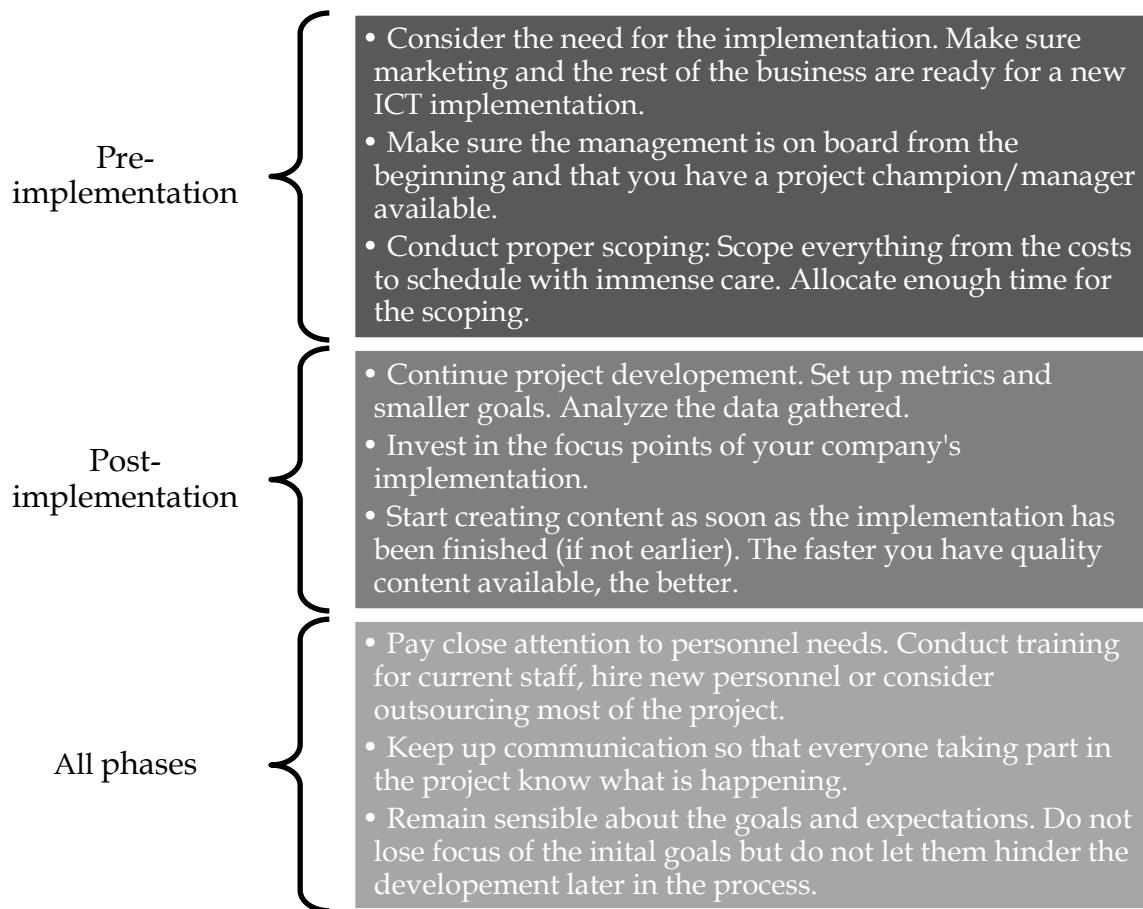 Pre-
implementation
• Consider the need for the implementation. Make sure
marketing and the rest of the business are ready for a new
ICT implementation.
• Make sure the management is on board from the
beginning and that you have a project champion/manager
available.
• Conduct proper scoping: Scope everything from the costs
to schedule with immense care. Allocate enough time for
the scoping.
Post-
implementation
• Continue project developement. Set up metrics and
smaller goals. Analyze the data gathered.
• Invest in the focus points of your company's
implementation.
• Start creating content as soon as the implementation has
been finished (if not earlier). The faster you have quality
content available, the better.
All phases
• Pay close attention to personnel needs. Conduct training
for current staff, hire new personnel or consider
outsourcing most of the project.
• Keep up communication so that everyone taking part in
the project know what is happening.
• Remain sensible about the goals and expectations. Do not
lose focus of the inital goals but do not let them hinder the
developement later in the process.